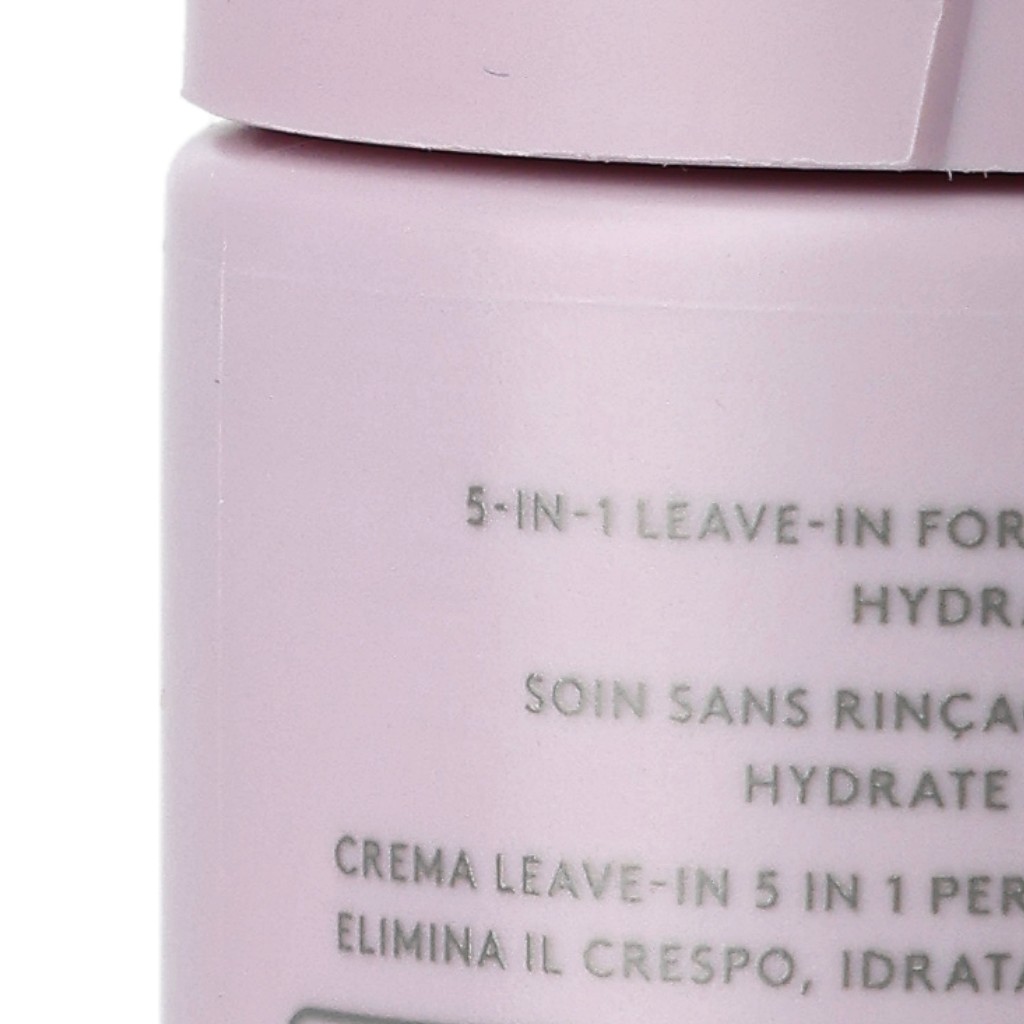 5-IN-1 LEAVE-IN FOR
HYDR
SOIN SANS RINÇA
HYDRATE
CREMA LEAVE-IN 5 IN 1 PER
ELIMINA IL CRESPO, IDRATA